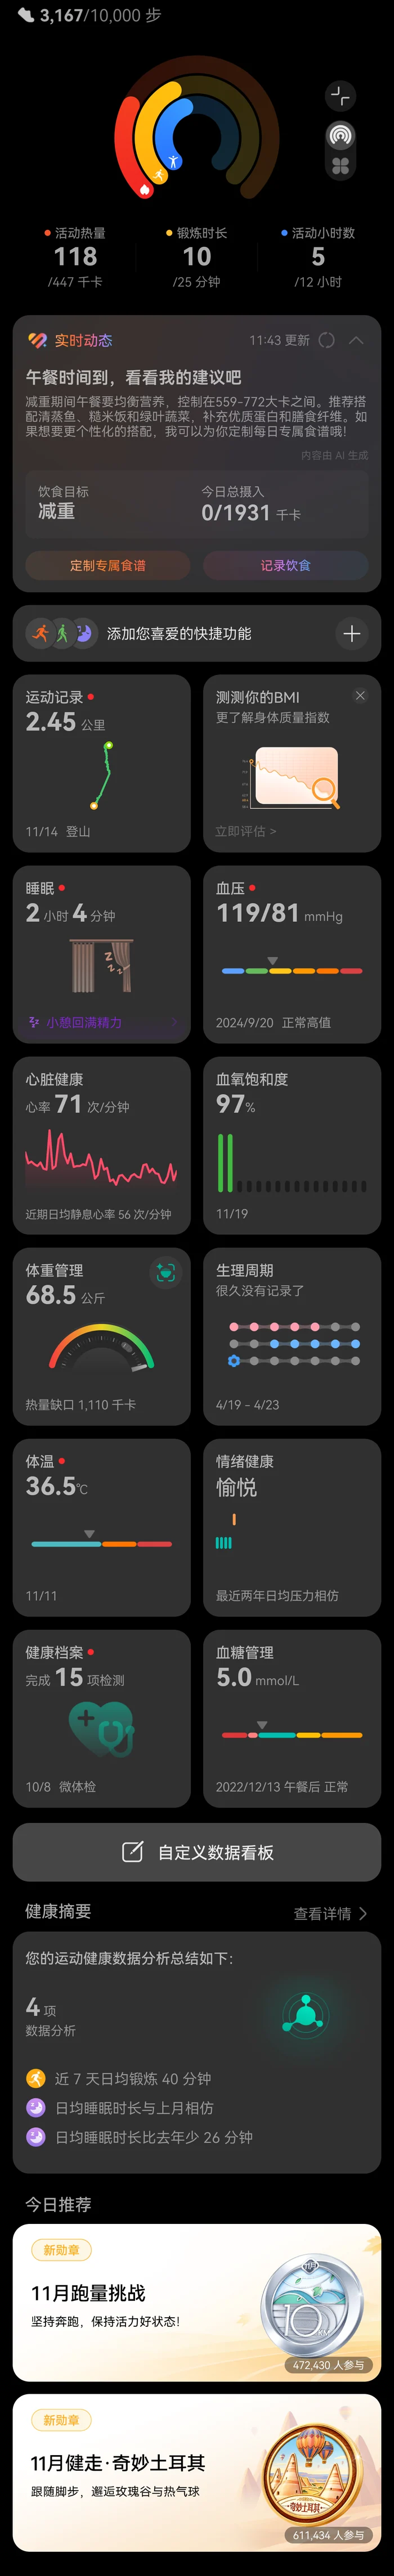 3,167/10,000 步
活动热量
锻炼时长
活动小时数
118
10
5
/447 千卡
/25 分钟
/12 小时
实时动态
11:43 更新
午餐时间到，看看我的建议吧
减重期间午餐要均衡营养，控制在559-772大卡之间。推荐搭
配清蒸鱼、糙米饭和绿叶蔬菜，补充优质蛋白和膳食纤维。如
果想要更个性化的搭配，我可以为你定制每日专属食谱哦！
内容由 AI 生成
饮食目标
减重
今日总摄入
0/1931 千卡
定制专属食谱
记录饮食
添加您喜爱的快捷功能
运动记录
2.45 公里
11/14 登山
测测你的BMI
更了解身体质量指数
立即评估 >
睡眠
2 小时 4 分钟
小憩回满精力
血压
119/81 mmHg
2024/9/20 正常高值
心脏健康
心率 71 次/分钟
近期日均静息心率 56 次/分钟
血氧饱和度
97%
11/19
体重管理
68.5 公斤
热量缺口 1,110 千卡
生理周期
很久没有记录了
4/19 - 4/23
体温
36.5℃
11/11
情绪健康
愉悦
最近两年日均压力相仿
健康档案
完成 15 项检测
10/8 微体检
血糖管理
5.0 mmol/L
2022/12/13 午餐后 正常
自定义数据看板
健康摘要
查看详情
您的运动健康数据分析总结如下：
4 项
数据分析
近 7 天日均锻炼 40 分钟
日均睡眠时长与上月相仿
日均睡眠时长比去年少 26 分钟
今日推荐
新勋章
11月跑量挑战
坚持奔跑，保持活力好状态！
10KM
472,430 人参与
新勋章
11月健走·奇妙土耳其
跟随脚步，邂逅玫瑰谷与热气球
奇妙土耳其
611,434 人参与